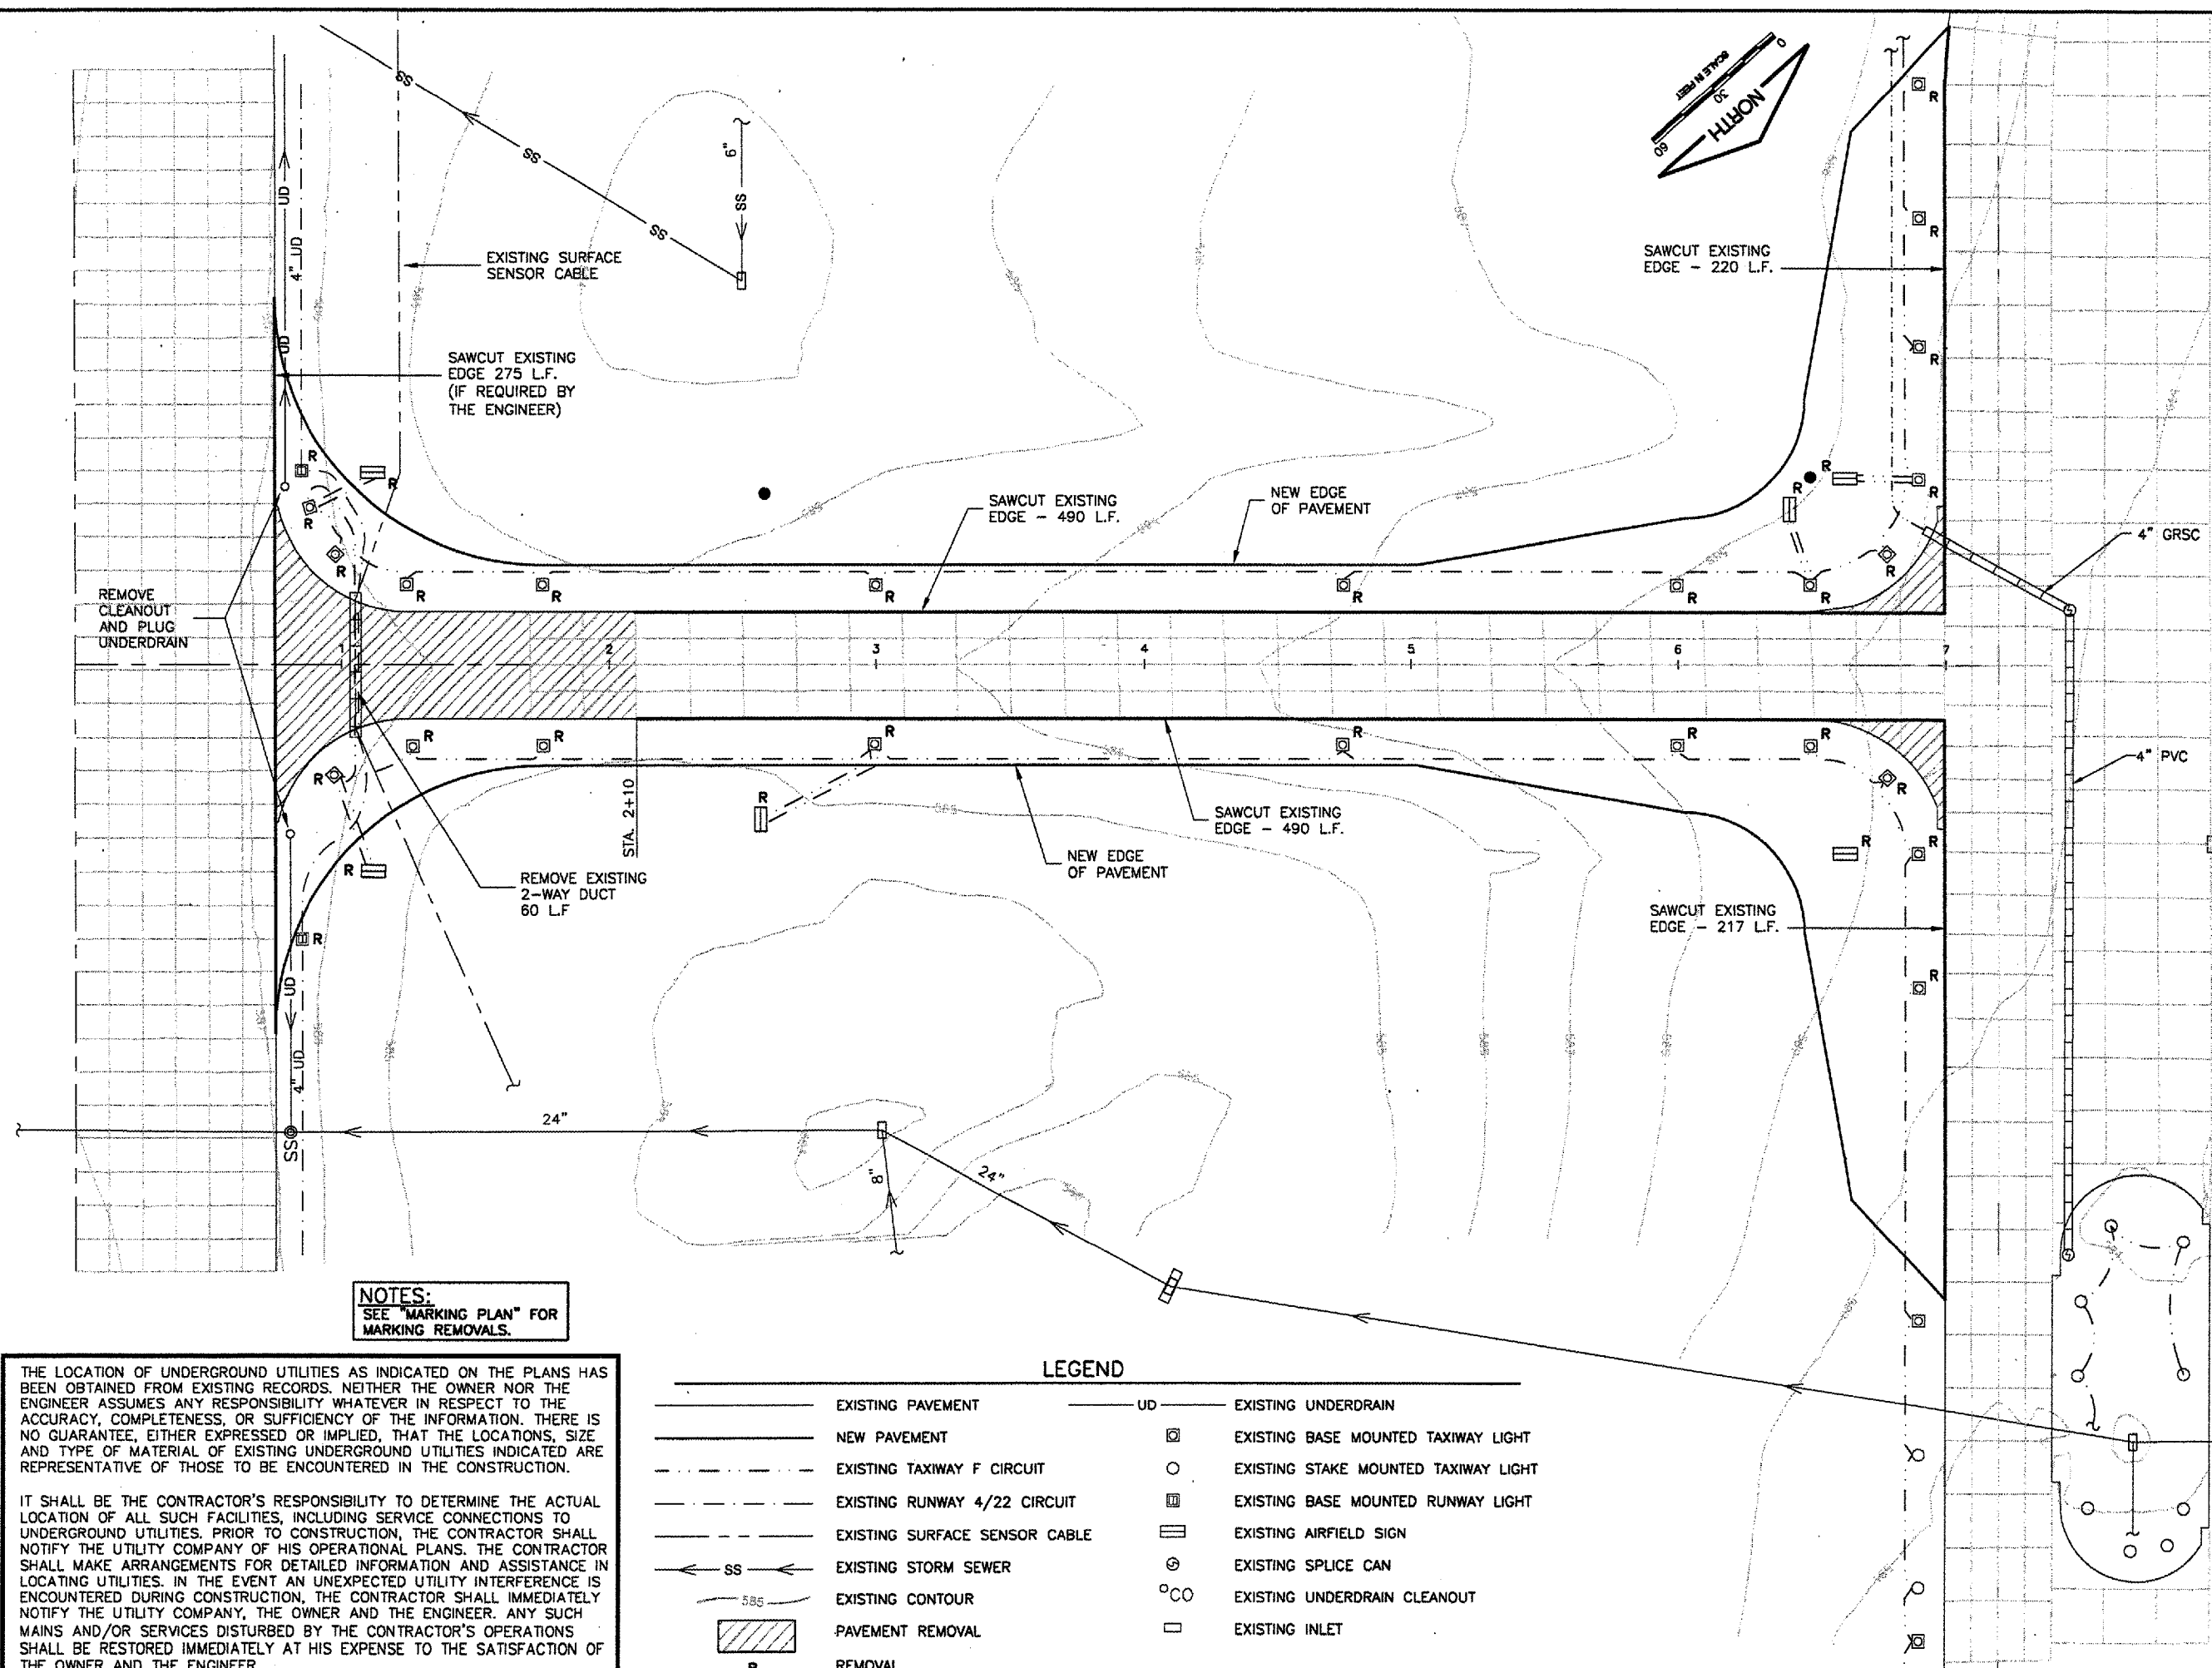 SS
SS
SS
6"
SS
UD
4" UD
UD
EXISTING SURFACE
SENSOR CABLE
0
SCALE IN FEET
30
60
NORTH
R
R
R
SAWCUT EXISTING
EDGE - 220 L.F.
SAWCUT EXISTING
EDGE 275 L.F.
(IF REQUIRED BY
THE ENGINEER)
R
R
R
R
SAWCUT EXISTING
EDGE - 490 L.F.
NEW EDGE
OF PAVEMENT
R
R
R
R
4" GRSC
REMOVE
CLEANOUT
AND PLUG
UNDERDRAIN
R
R
R
R
R
R
1
2
3
4
5
6
7
R
R
R
R
R
R
R
R
4" PVC
R
STA. 2+10
585
SAWCUT EXISTING
EDGE - 490 L.F.
R
R
R
NEW EDGE
OF PAVEMENT
REMOVE EXISTING
2-WAY DUCT
60 L.F
SAWCUT EXISTING
EDGE - 217 L.F.
R
R
UD
4" UD
SS
24"
8"
24"
NOTES:
SEE "MARKING PLAN" FOR
MARKING REMOVALS.
THE LOCATION OF UNDERGROUND UTILITIES AS INDICATED ON THE PLANS HAS
BEEN OBTAINED FROM EXISTING RECORDS. NEITHER THE OWNER NOR THE
ENGINEER ASSUMES ANY RESPONSIBILITY WHATEVER IN RESPECT TO THE
ACCURACY, COMPLETENESS, OR SUFFICIENCY OF THE INFORMATION. THERE IS
NO GUARANTEE, EITHER EXPRESSED OR IMPLIED, THAT THE LOCATIONS, SIZE
AND TYPE OF MATERIAL OF EXISTING UNDERGROUND UTILITIES INDICATED ARE
REPRESENTATIVE OF THOSE TO BE ENCOUNTERED IN THE CONSTRUCTION.
IT SHALL BE THE CONTRACTOR'S RESPONSIBILITY TO DETERMINE THE ACTUAL
LOCATION OF ALL SUCH FACILITIES, INCLUDING SERVICE CONNECTIONS TO
UNDERGROUND UTILITIES. PRIOR TO CONSTRUCTION, THE CONTRACTOR SHALL
NOTIFY THE UTILITY COMPANY OF HIS OPERATIONAL PLANS. THE CONTRACTOR
SHALL MAKE ARRANGEMENTS FOR DETAILED INFORMATION AND ASSISTANCE IN
LOCATING UTILITIES. IN THE EVENT AN UNEXPECTED UTILITY INTERFERENCE IS
ENCOUNTERED DURING CONSTRUCTION, THE CONTRACTOR SHALL IMMEDIATELY
NOTIFY THE UTILITY COMPANY, THE OWNER AND THE ENGINEER. ANY SUCH
MAINS AND/OR SERVICES DISTURBED BY THE CONTRACTOR'S OPERATIONS
SHALL BE RESTORED IMMEDIATELY AT HIS EXPENSE TO THE SATISFACTION OF
THE OWNER AND THE ENGINEER.
LEGEND
EXISTING PAVEMENT
NEW PAVEMENT
EXISTING TAXIWAY F CIRCUIT
EXISTING RUNWAY 4/22 CIRCUIT
EXISTING SURFACE SENSOR CABLE
SS
EXISTING STORM SEWER
585
EXISTING CONTOUR
PAVEMENT REMOVAL
R
REMOVAL
UD
EXISTING UNDERDRAIN
EXISTING BASE MOUNTED TAXIWAY LIGHT
EXISTING STAKE MOUNTED TAXIWAY LIGHT
EXISTING BASE MOUNTED RUNWAY LIGHT
EXISTING AIRFIELD SIGN
EXISTING SPLICE CAN
CO EXISTING UNDERDRAIN CLEANOUT
EXISTING INLET